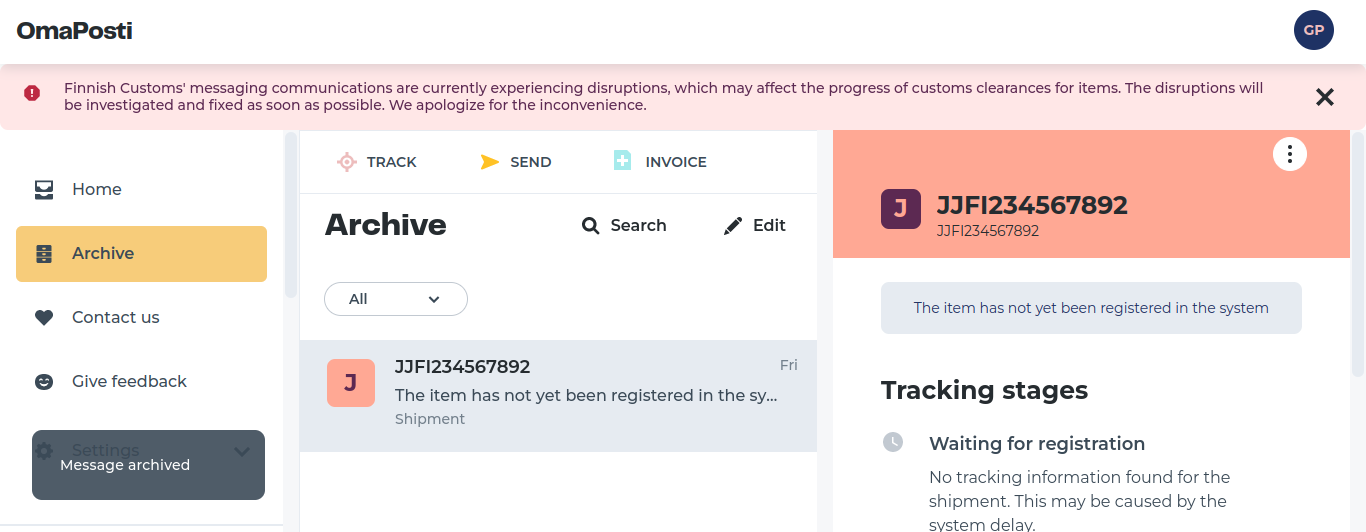 OmaPosti
GP
Finnish Customs' messaging communications are currently experiencing disruptions, which may affect the progress of customs clearances for items. The disruptions will
be investigated and fixed as soon as possible. We apologize for the inconvenience.
Home
Archive
Contact us
Give feedback
Settings
Message archived
TRACK
SEND
INVOICE
Archive
Search
Edit
All
J
JJFI234567892
Fri
The item has not yet been registered in the sy...
Shipment
J
JJFI234567892
JJFI234567892
The item has not yet been registered in the system
Tracking stages
Waiting for registration
No tracking information found for the
shipment. This may be caused by the
system delay.